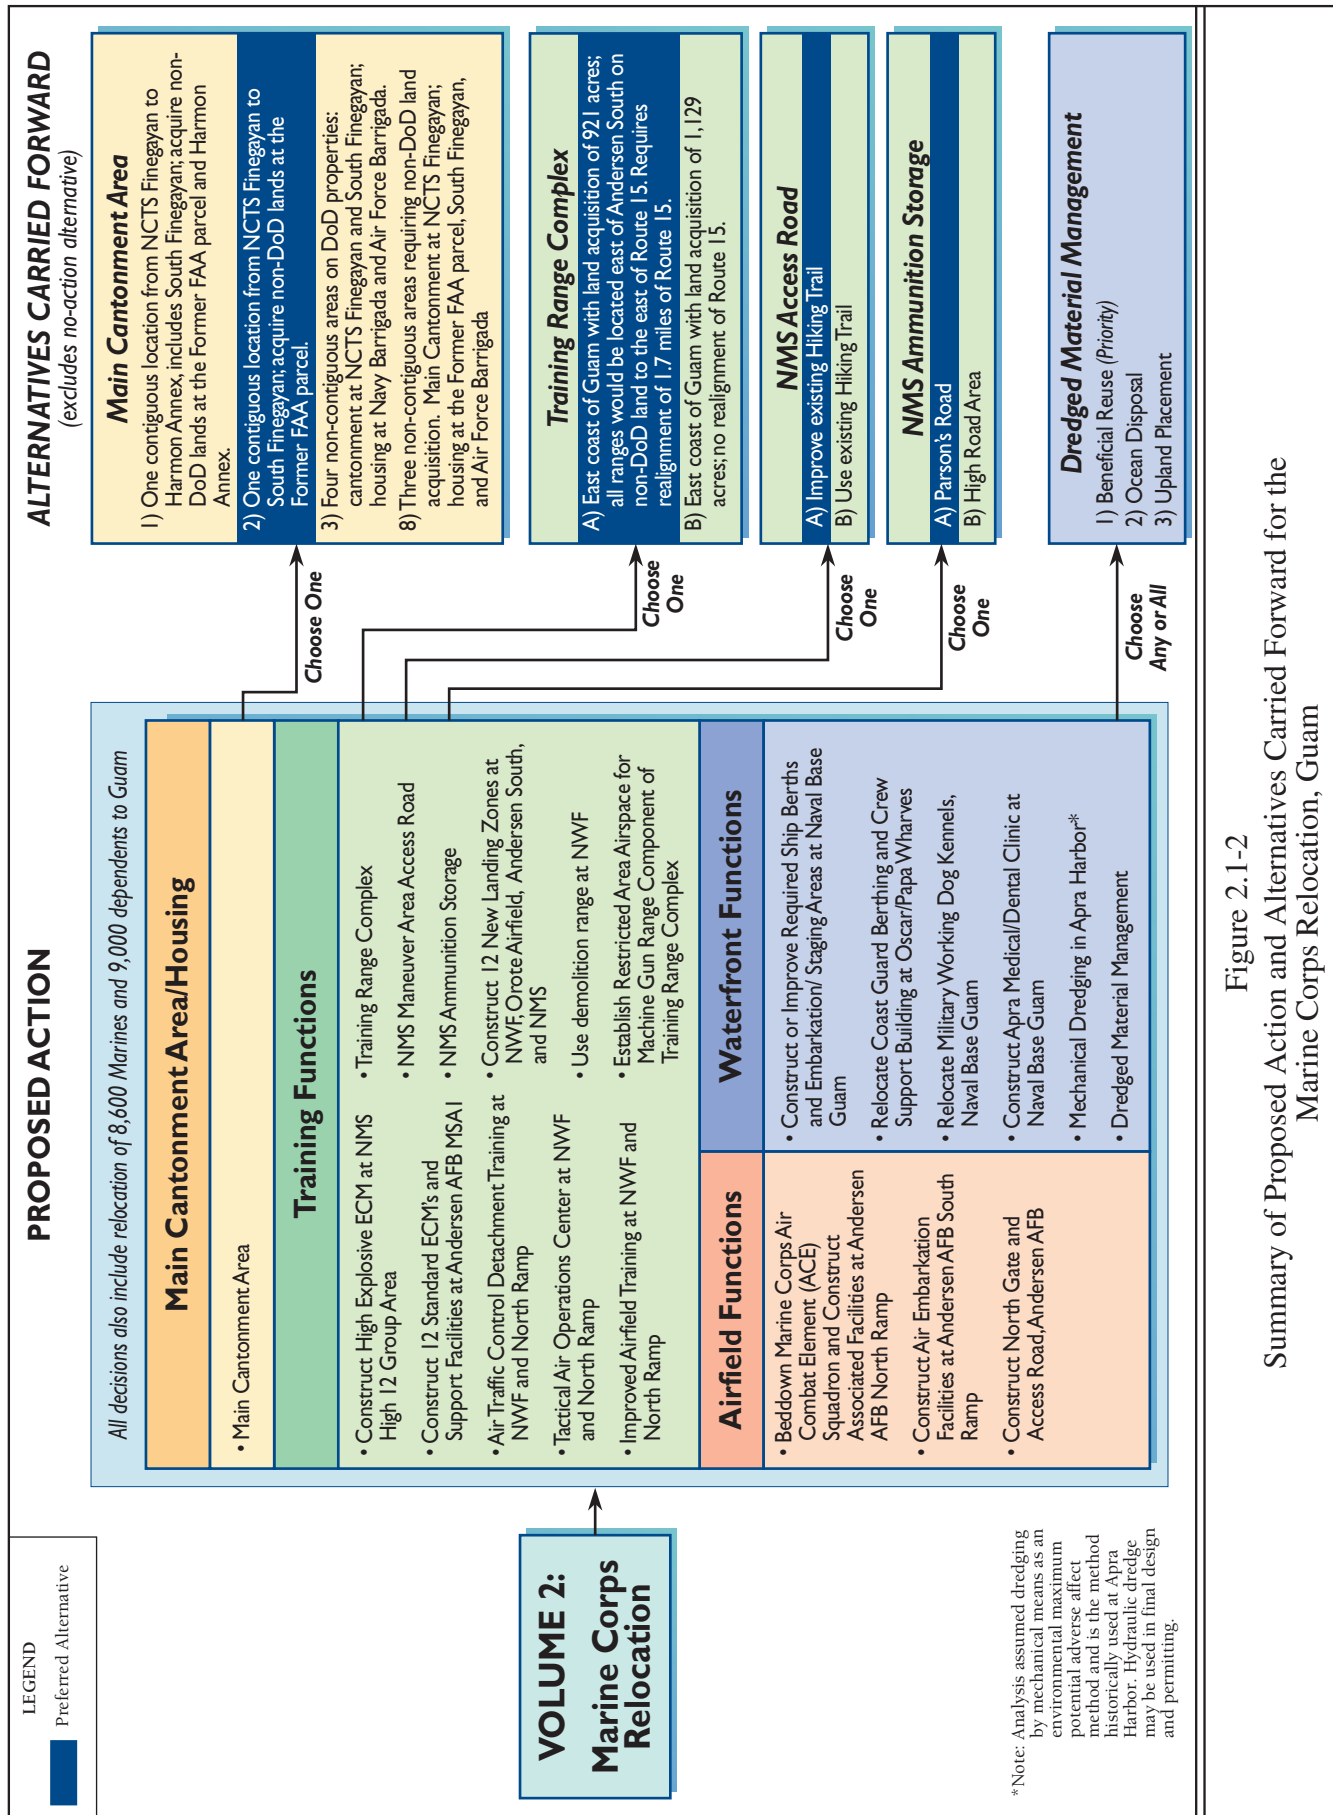 LEGEND
Preferred Alternative
VOLUME 2:
Marine Corps
Relocation
*Note: Analysis assumed dredging
by mechanical means as an
environmental maximum
potential adverse affect
method and is the method
historically used at Apra
Harbor. Hydraulic dredge
may be used in final design
and permitting.
PROPOSED ACTION
All decisions also include relocation of 8,600 Marines and 9,000 dependents to Guam
Main Cantonment Area/Housing
• Main Cantonment Area
Training Functions
• Construct High Explosive ECM at NMS
High 12 Group Area
• Construct 12 Standard ECM's and
Support Facilities at Andersen AFB MSA1
• Air Traffic Control Detachment Training at
NWF and North Ramp
• Tactical Air Operations Center at NWF
and North Ramp
• Improved Airfield Training at NWF and
North Ramp
• Training Range Complex
• NMS Maneuver Area Access Road
• NMS Ammunition Storage
• Construct 12 New Landing Zones at
NWF, Orote Airfield, Andersen South,
and NMS
• Use demolition range at NWF
• Establish Restricted Area Airspace for
Machine Gun Range Component of
Training Range Complex
Airfield Functions
• Beddown Marine Corps Air
Combat Element (ACE)
Squadron and Construct
Associated Facilities at Andersen
AFB North Ramp
• Construct Air Embarkation
Facilities at Andersen AFB South
Ramp
• Construct North Gate and
Access Road, Andersen AFB
Waterfront Functions
• Construct or Improve Required Ship Berths
and Embarkation/ Staging Areas at Naval Base
Guam
• Relocate Coast Guard Berthing and Crew
Support Building at Oscar/Papa Wharves
• Relocate Military Working Dog Kennels,
Naval Base Guam
• Construct Apra Medical/Dental Clinic at
Naval Base Guam
• Mechanical Dredging in Apra Harbor*
• Dredged Material Management
Choose One
Choose
One
Choose
One
Choose
One
Choose
Any or All
ALTERNATIVES CARRIED FORWARD
(excludes no-action alternative)
Main Cantonment Area
1) One contiguous location from NCTS Finegayan to
Harmon Annex, includes South Finegayan; acquire non-
DoD lands at the Former FAA parcel and Harmon
Annex.
2) One contiguous location from NCTS Finegayan to
South Finegayan; acquire non-DoD lands at the
Former FAA parcel.
3) Four non-contiguous areas on DoD properties:
cantonment at NCTS Finegayan and South Finegayan;
housing at Navy Barrigada and Air Force Barrigada.
8) Three non-contiguous areas requiring non-DoD land
acquisition. Main Cantonment at NCTS Finegayan;
housing at the Former FAA parcel, South Finegayan,
and Air Force Barrigada
Training Range Complex
A) East coast of Guam with land acquisition of 921 acres;
all ranges would be located east of Andersen South on
non-DoD land to the east of Route 15. Requires
realignment of 1.7 miles of Route 15.
B) East coast of Guam with land acquisition of 1,129
acres; no realignment of Route 15.
NMS Access Road
A) Improve existing Hiking Trail
B) Use existing Hiking Trail
NMS Ammunition Storage
A) Parson's Road
B) High Road Area
Dredged Material Management
1) Beneficial Reuse (Priority)
2) Ocean Disposal
3) Upland Placement
Figure 2.1-2
Summary of Proposed Action and Alternatives Carried Forward for the
Marine Corps Relocation, Guam